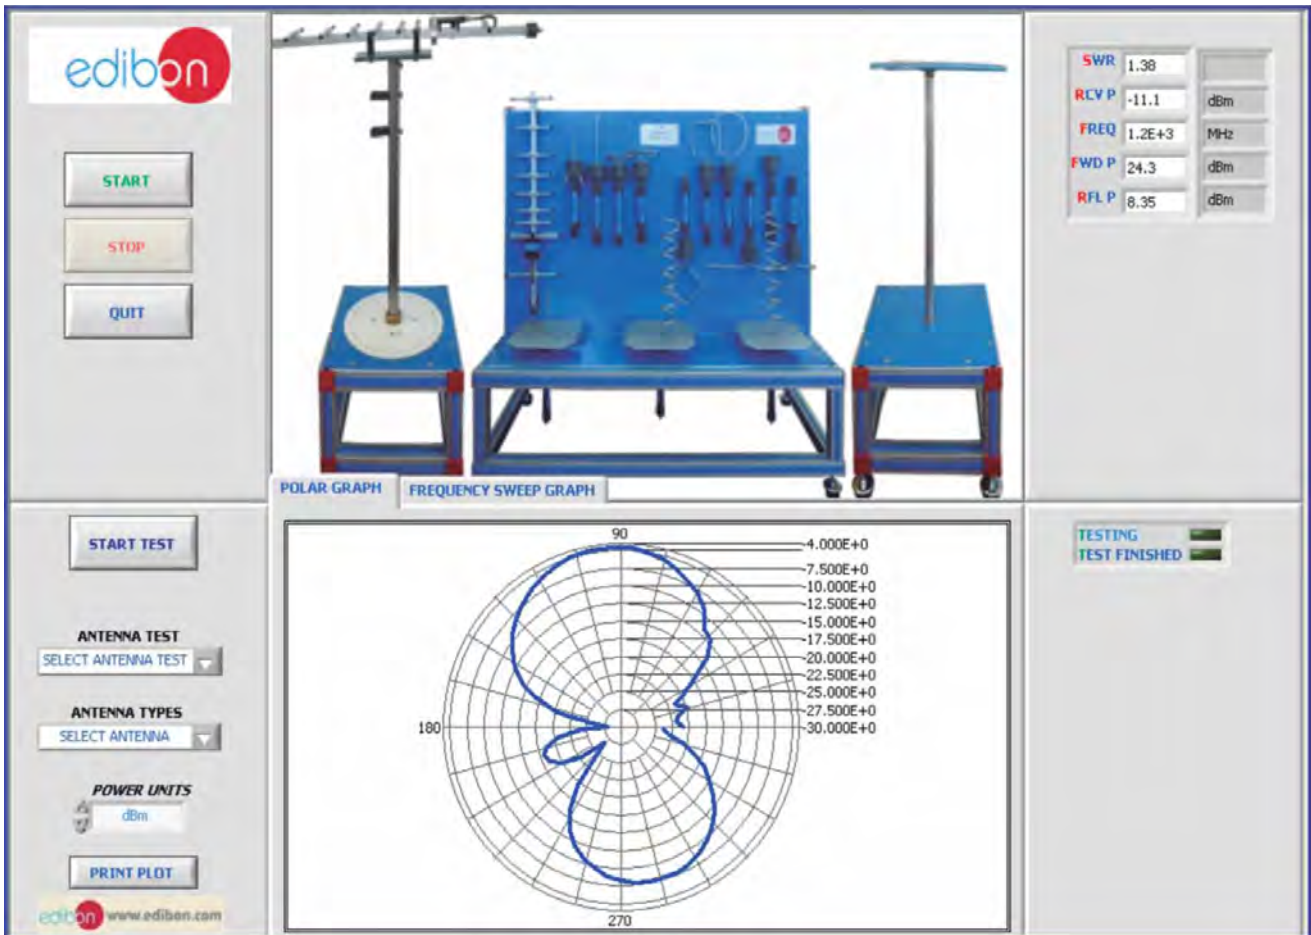 edibon
START
STOP
QUIT
SWR 1.38
RCV P -11.1 dBm
FREQ 1.2E+3 MHz
FWD P 24.3 dBm
RFL P 8.35 dBm
POLAR GRAPH FREQUENCY SWEEP GRAPH
START TEST
ANTENNA TEST
SELECT ANTENNA TEST
ANTENNA TYPES
SELECT ANTENNA
POWER UNITS
dBm
PRINT PLOT
edibon www.edibon.com
90
180
270
-4.000E+0
-7.500E+0
-10.000E+0
-12.500E+0
-15.000E+0
-17.500E+0
-20.000E+0
-22.500E+0
-25.000E+0
-27.500E+0
-30.000E+0
TESTING
TEST FINISHED